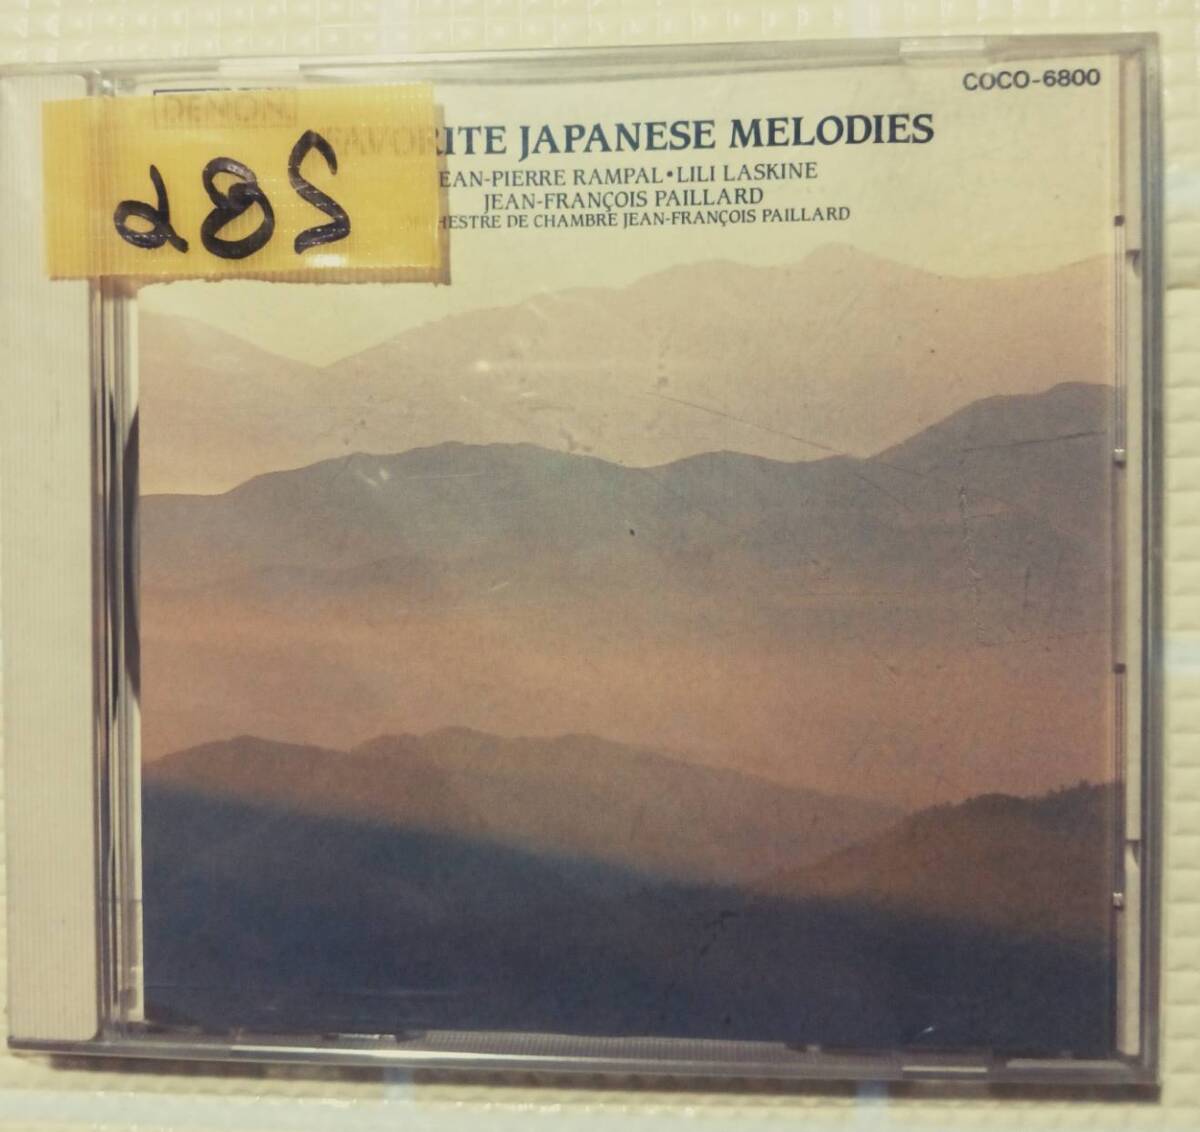 COCO-6800
DENON
FAVORITE JAPANESE MELODIES
JEAN-PIERRE RAMPAL•LILI LASKINE
JEAN-FRANÇOIS PAILLARD
ORCHESTRE DE CHAMBRE JEAN-FRANÇOIS PAILLARD